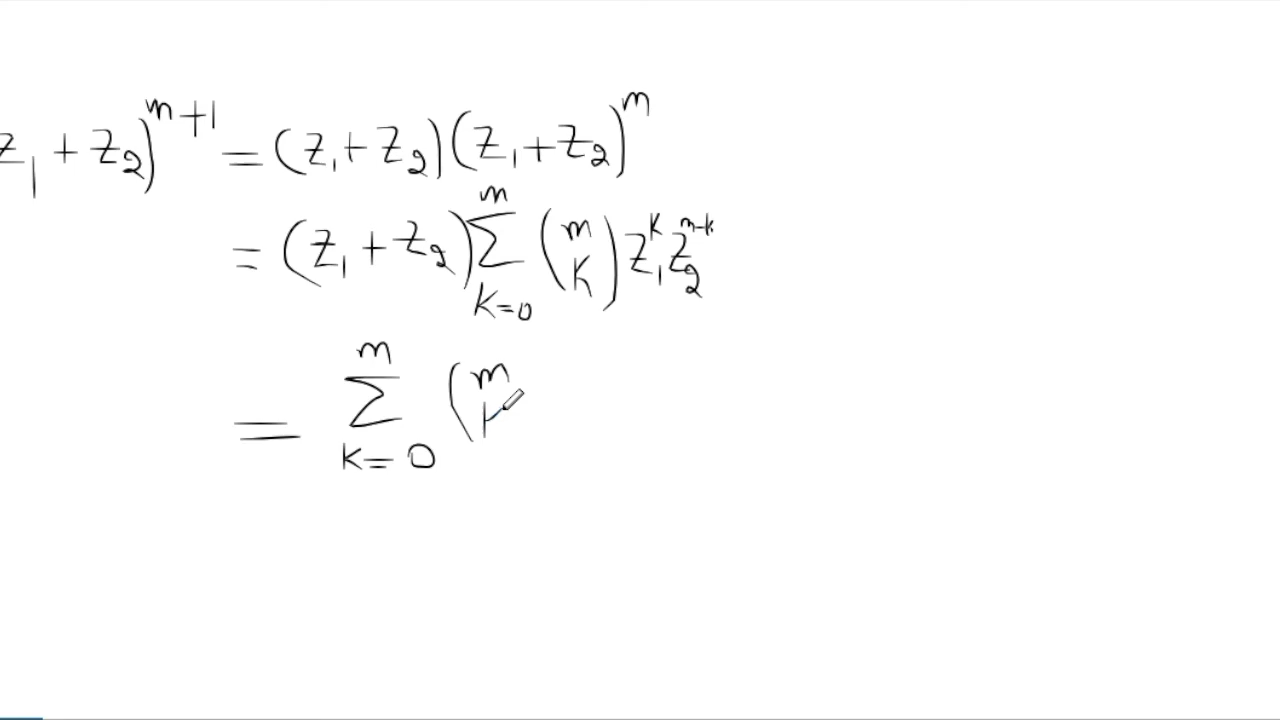 z₁ + z₂)^{m+1} = (z₁ + z₂)(z₁ + z₂)^m
= (z₁ + z₂) ∑_{k=0}^{m} (m k) z₁^k z₂^{m-k}
= ∑_{k=0}^{m} (m